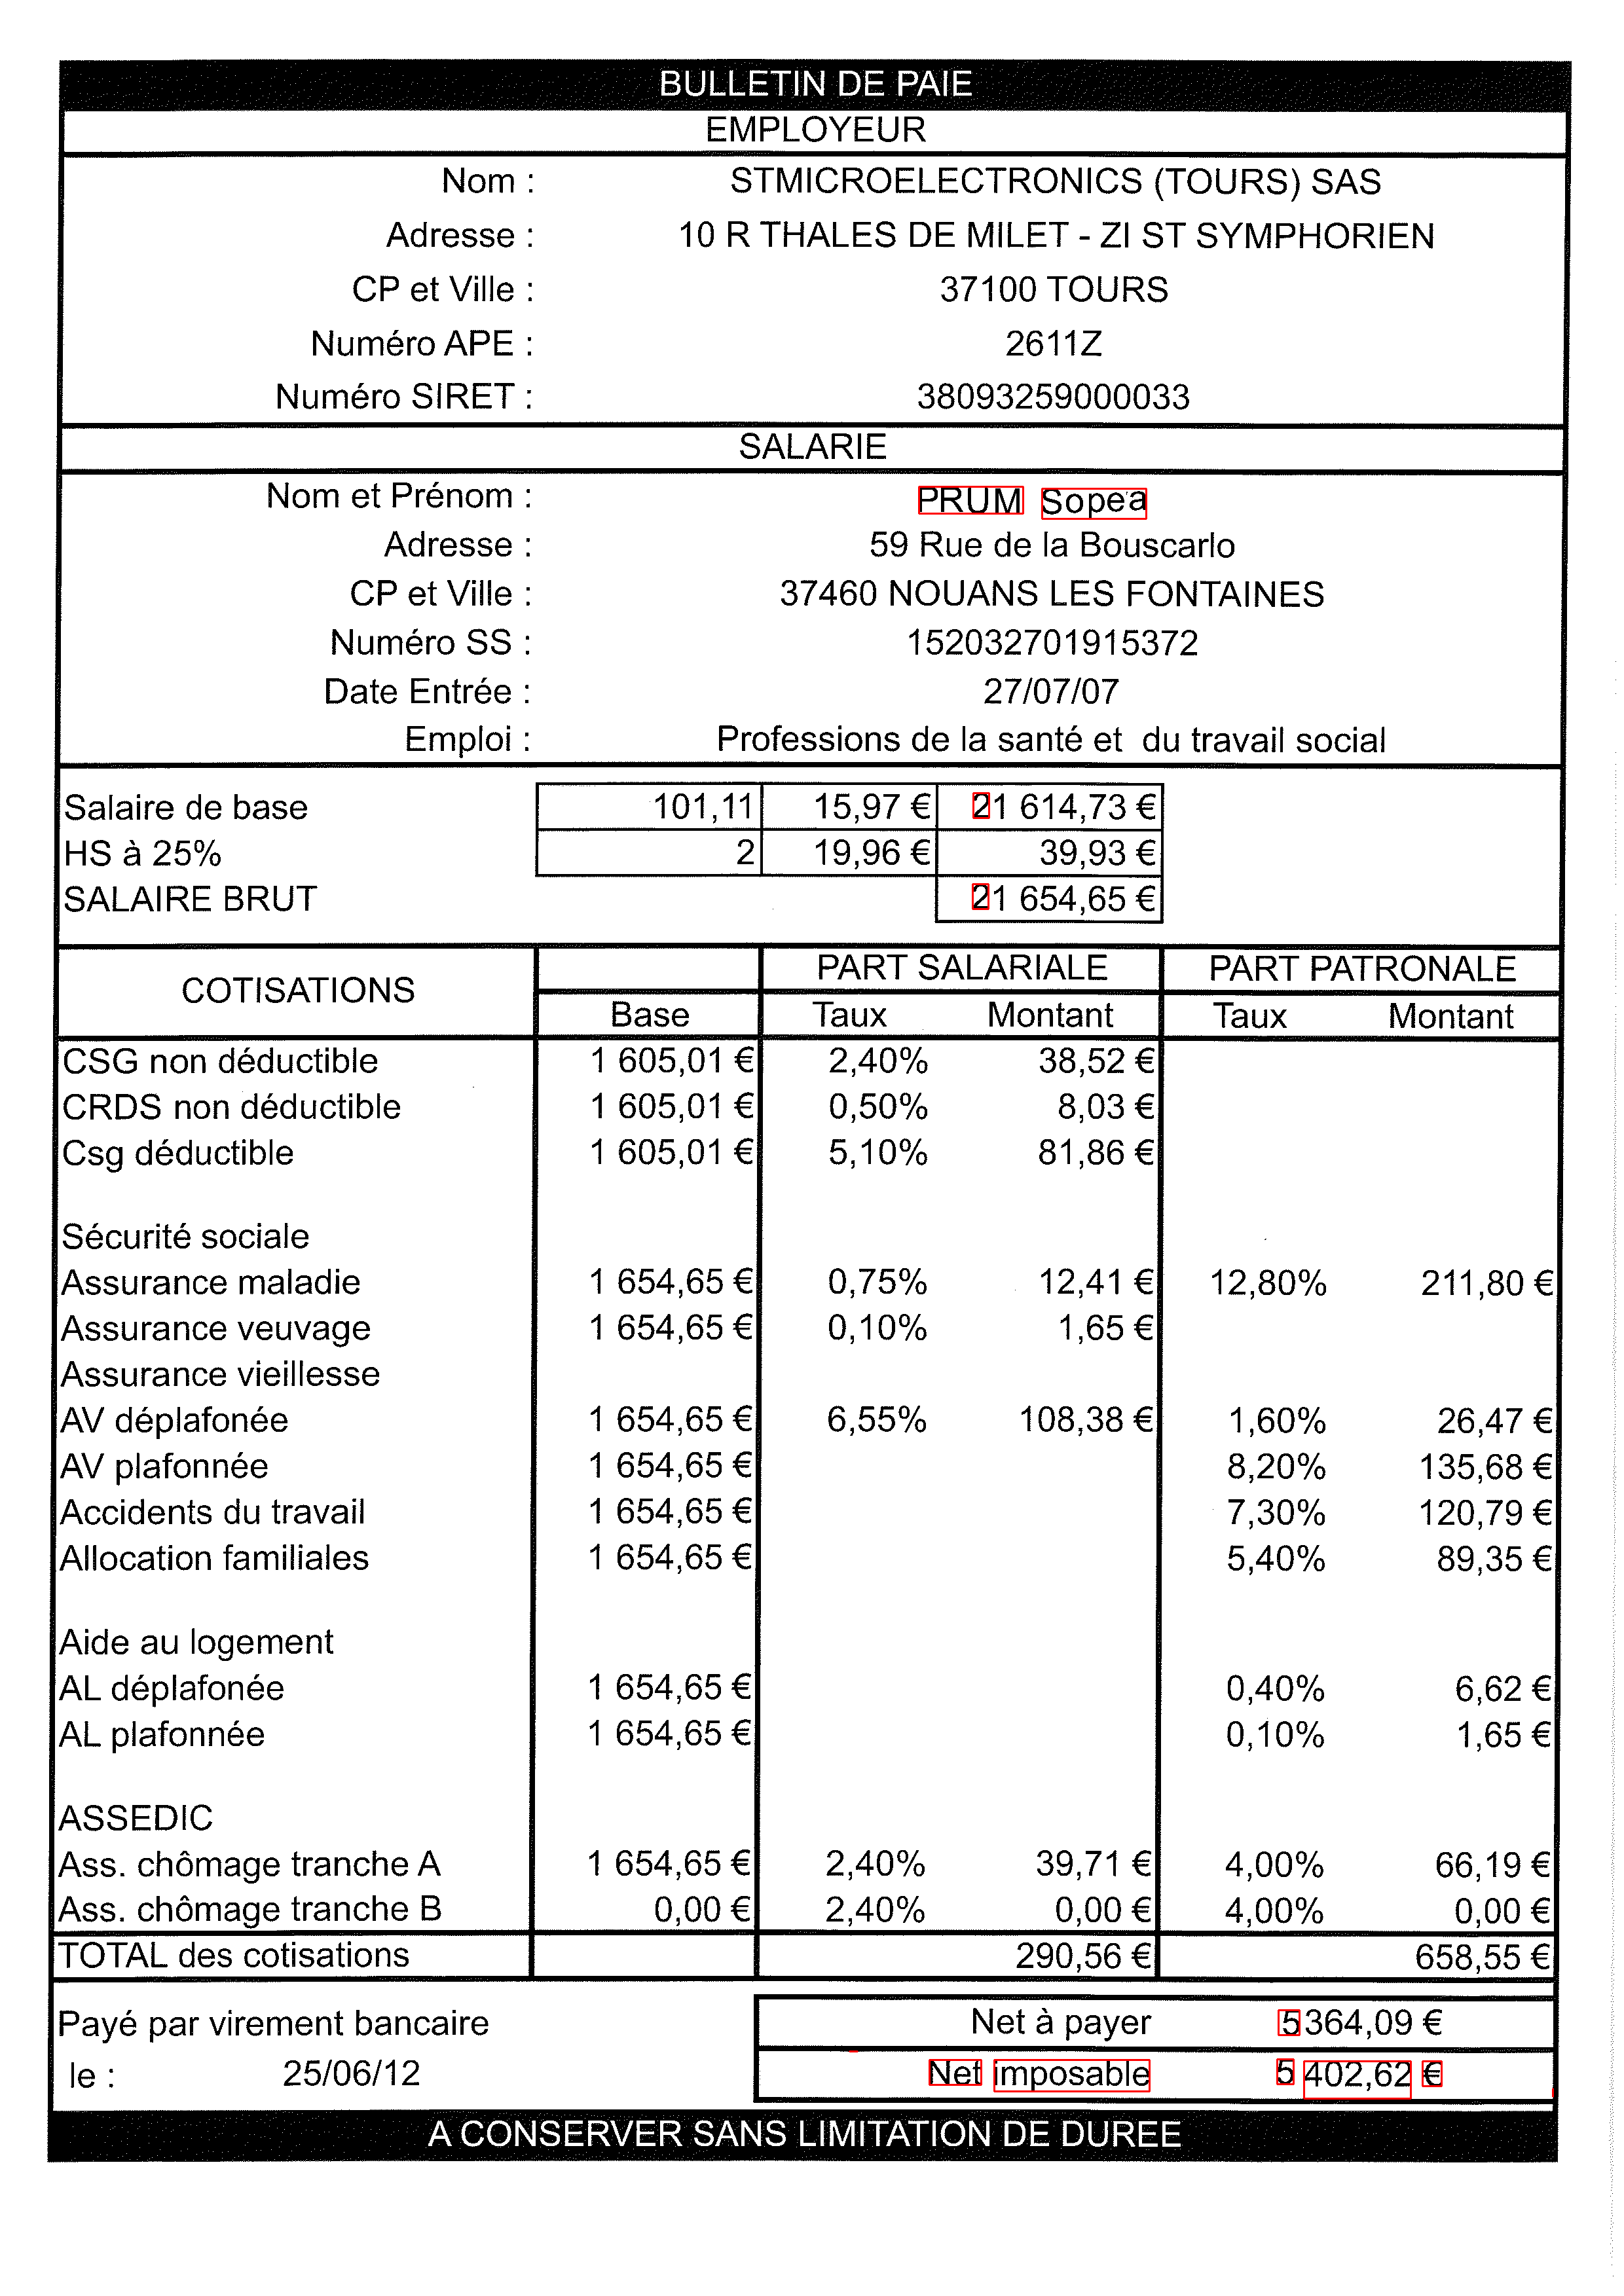 BULLETIN DE PAIE
EMPLOYEUR
Nom : STMICROELECTRONICS (TOURS) SAS
Adresse : 10 R THALES DE MILET - ZI ST SYMPHORIEN
CP et Ville : 37100 TOURS
Numéro APE : 2611Z
Numéro SIRET : 38093259000033
SALARIE
Nom et Prénom : PRUM Sopea
Adresse : 59 Rue de la Bouscarlo
CP et Ville : 37460 NOUANS LES FONTAINES
Numéro SS : 152032701915372
Date Entrée : 27/07/07
Emploi : Professions de la santé et du travail social
Salaire de base 101,11 15,97 € 21 614,73 €
HS à 25% 2 19,96 € 39,93 €
SALAIRE BRUT 21 654,65 €
PART SALARIALE PART PATRONALE
COTISATIONS Base Taux Montant Taux Montant
CSG non déductible 1 605,01 € 2,40% 38,52 €
CRDS non déductible 1 605,01 € 0,50% 8,03 €
Csg déductible 1 605,01 € 5,10% 81,86 €
Sécurité sociale
Assurance maladie 1 654,65 € 0,75% 12,41 € 12,80% 211,80 €
Assurance veuvage 1 654,65 € 0,10% 1,65 €
Assurance vieillesse
AV déplafonée 1 654,65 € 6,55% 108,38 € 1,60% 26,47 €
AV plafonnée 1 654,65 € 8,20% 135,68 €
Accidents du travail 1 654,65 € 7,30% 120,79 €
Allocation familiales 1 654,65 € 5,40% 89,35 €
Aide au logement
AL déplafonée 1 654,65 € 0,40% 6,62 €
AL plafonnée 1 654,65 € 0,10% 1,65 €
ASSEDIC
Ass. chômage tranche A 1 654,65 € 2,40% 39,71 € 4,00% 66,19 €
Ass. chômage tranche B 0,00 € 2,40% 0,00 € 4,00% 0,00 €
TOTAL des cotisations 290,56 € 658,55 €
Payé par virement bancaire Net à payer 5 364,09 €
le : 25/06/12 Net imposable 5 402,62 €
A CONSERVER SANS LIMITATION DE DUREE